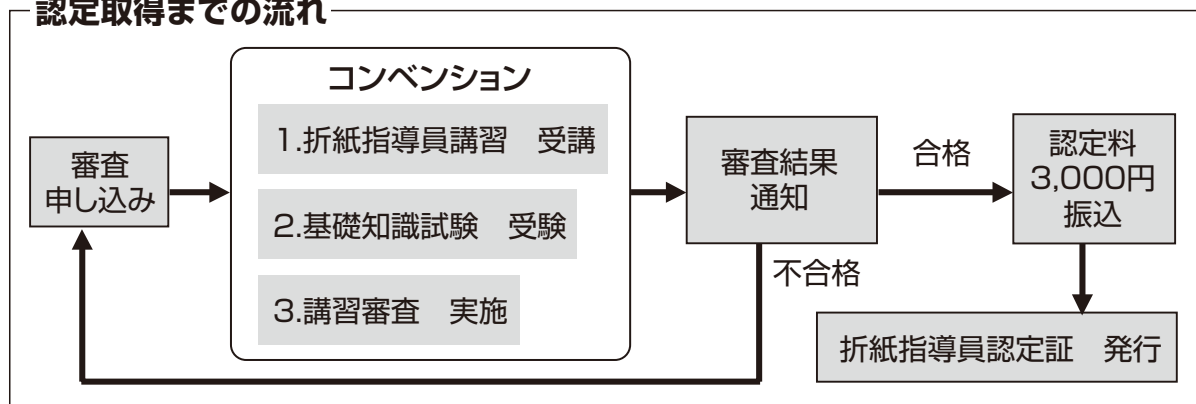 認定取得までの流れ
コンベンション
1.折紙指導員講習　受講
2.基礎知識試験　受験
3.講習審査　実施
審査
申し込み
審査結果
通知
合格
不合格
認定料
3,000円
振込
折紙指導員認定証　発行